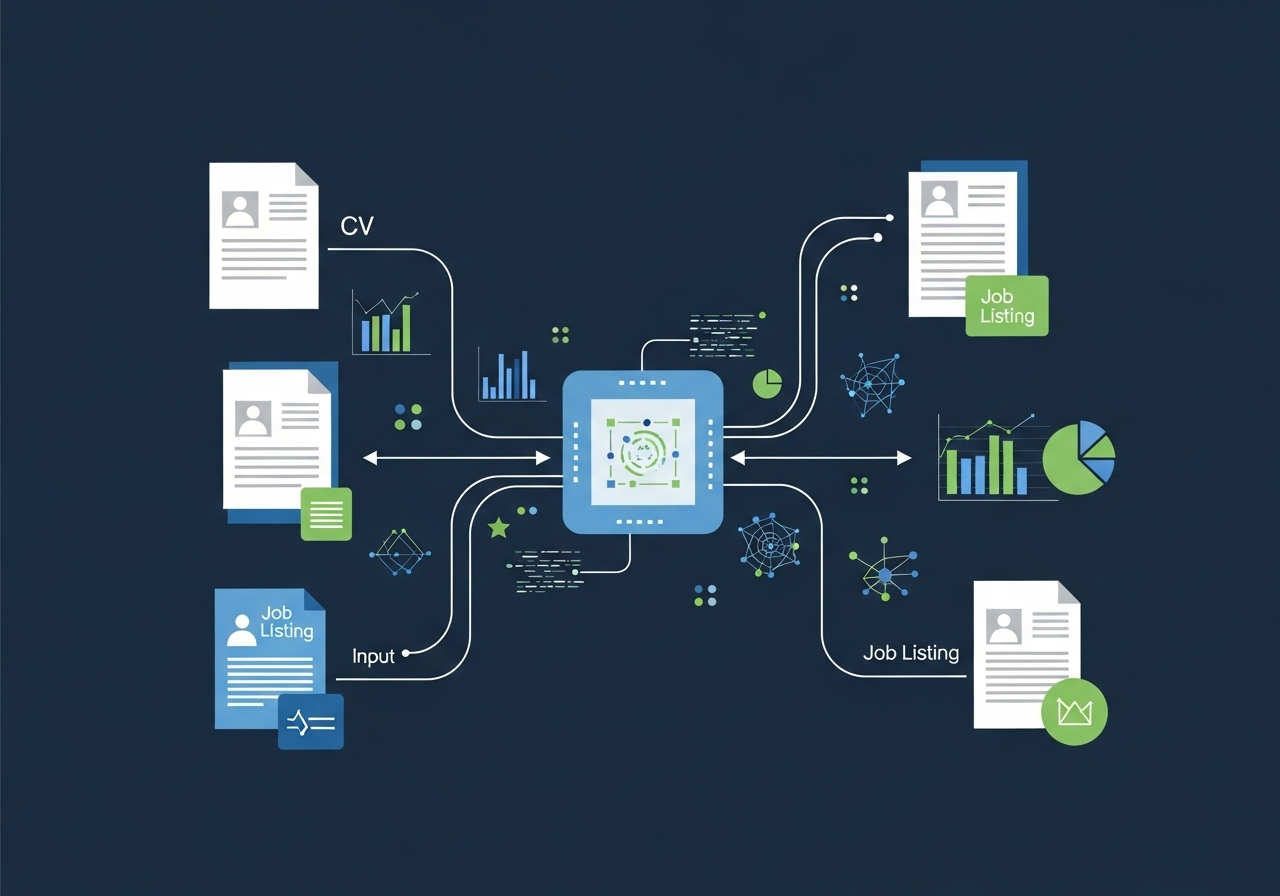 CV
Job
Listing
Job
Listing
Input
Job Listing